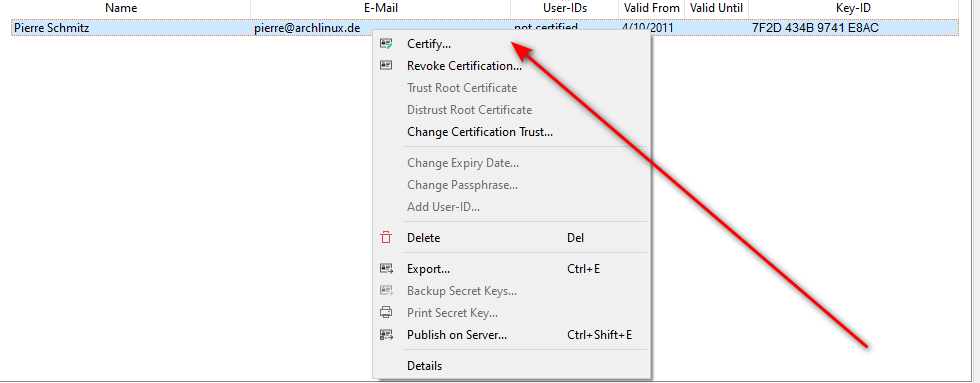 Name E-Mail User-IDs Valid From Valid Until Key-ID
Pierre Schmitz pierre@archlinux.de not certified 4/10/2011 7F2D 434B 9741 E8AC
Certify...
Revoke Certification...
Trust Root Certificate
Distrust Root Certificate
Change Certification Trust...
Change Expiry Date...
Change Passphrase...
Add User-ID...
Delete Del
Export... Ctrl+E
Backup Secret Keys...
Print Secret Key...
Publish on Server... Ctrl+Shift+E
Details